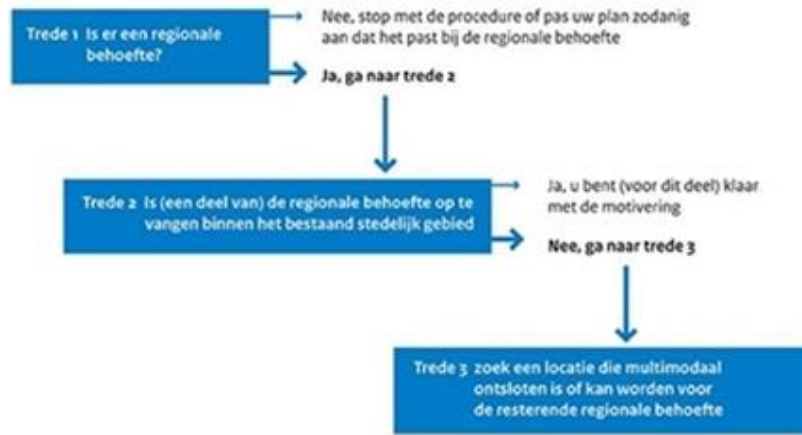 Trede 1 Is er een regionale
behoefte?
Nee, stop met de procedure of pas uw plan zodanig
aan dat het past bij de regionale behoefte
Ja, ga naar trede 2
Trede 2 Is (een deel van) de regionale behoefte op te
vangen binnen het bestaand stedelijk gebied
Ja, u bent (voor dit deel) klaar
met de motivering
Nee, ga naar trede 3
Trede 3 zoek een locatie die multimodaal
ontsloten is of kan worden voor
de resterende regionale behoefte